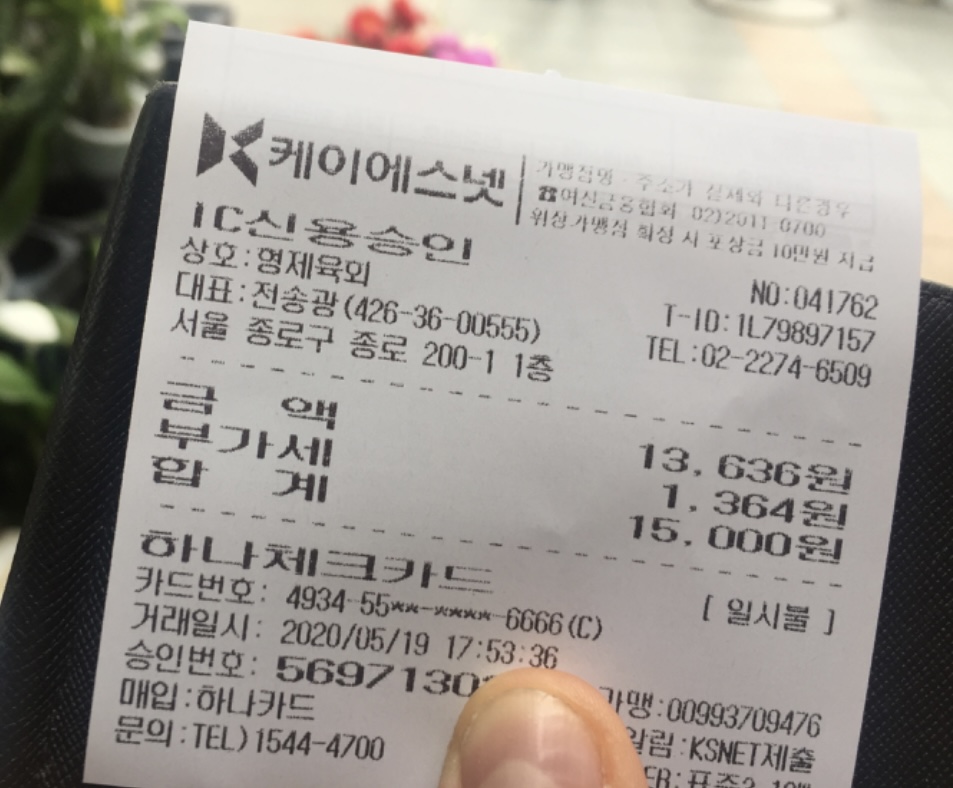 케이에스넷
가맹점명·주소가 실제와 다른경우
☎여신금융협회 02)2011-0700
위장가맹점 확정 시 포상금 10만원 지급
IC신용승인
상호:형제육회 NO:041762
대표:전송광(426-36-00555) T-ID:1L79897157
서울 종로구 종로 200-1 1층 TEL:02-2274-6509
금 액 13,636원
부가세 1,364원
합 계 15,000원
하나체크카드
카드번호: 4934-55**-****-6666(C) [ 일시불 ]
거래일시: 2020/05/19 17:53:36
승인번호: 5697130
매입:하나카드 가맹:00993709476
문의:TEL)1544-4700 알림:KSNET제출